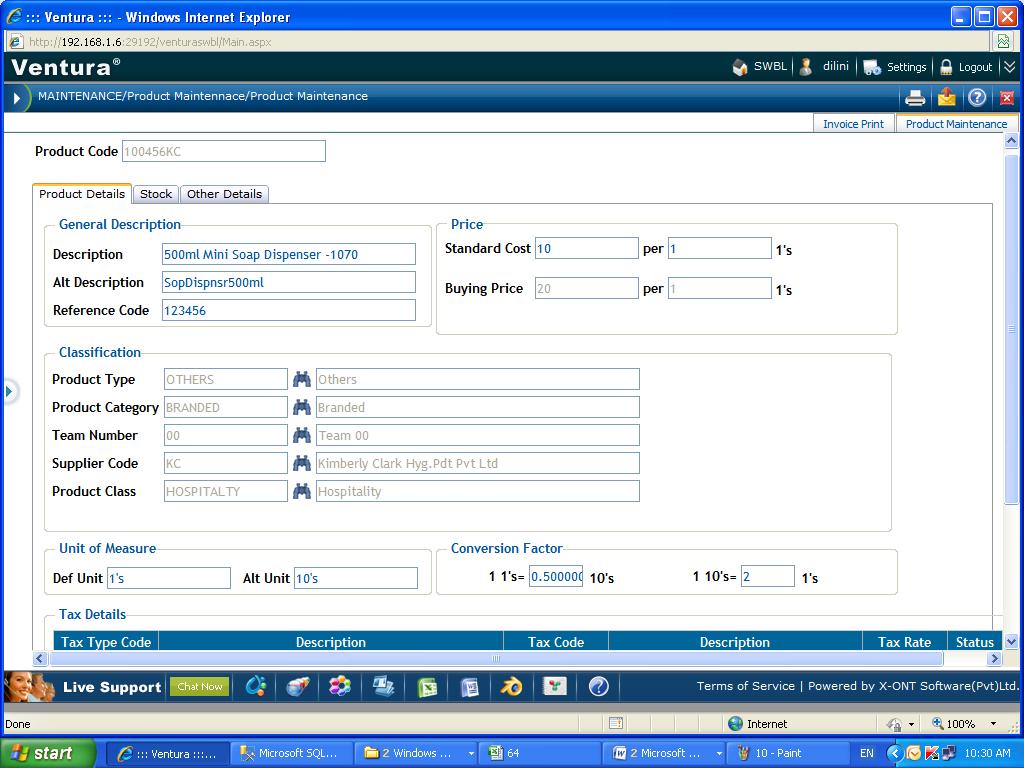 ::: Ventura ::: - Windows Internet Explorer
http://192.168.1.6:29192/venturaswbl/Main.aspx
Ventura® SWBL dilini Settings Logout
MAINTENANCE/Product Maintennace/Product Maintenance
Invoice Print Product Maintenance
Product Code 100456KC
Product Details Stock Other Details
General Description
Description 500ml Mini Soap Dispenser -1070
Alt Description SopDispnsr500ml
Reference Code 123456
Price
Standard Cost 10 per 1 1's
Buying Price 20 per 1 1's
Classification
Product Type OTHERS Others
Product Category BRANDED Branded
Team Number 00 Team 00
Supplier Code KC Kimberly Clark Hyg.Pdt Pvt Ltd
Product Class HOSPITALTY Hospitality
Unit of Measure
Def Unit 1's Alt Unit 10's
Conversion Factor
1 1's= 0.500000 10's 1 10's= 2 1's
Tax Details
Tax Type Code Description Tax Code Description Tax Rate Status
Live Support Chat Now Terms of Service | Powered by X-ONT Software(Pvt)Ltd.
Done Internet 100%
start ::: Ventura :::... Microsoft SQL... 2 Windows ... 64 2 Microsoft ... 10 - Paint EN 10:30 AM